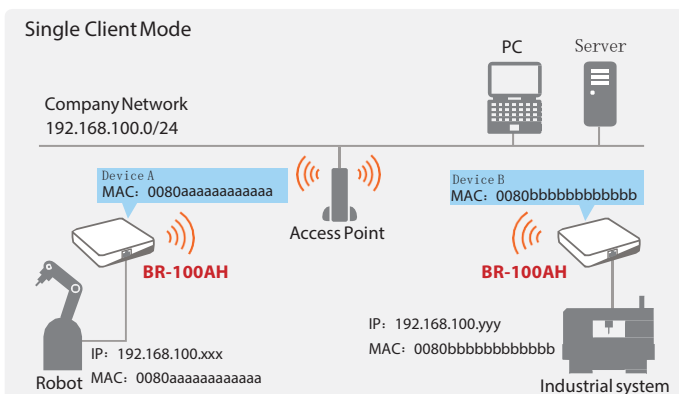 Single Client Mode
PC
Server
Company Network
192.168.100.0/24
Device A
MAC: 0080aaaaaaaaaaaa
Device B
MAC: 0080bbbbbbbbbbbb
Access Point
BR-100AH
BR-100AH
IP: 192.168.100.xxx
MAC: 0080aaaaaaaaaaaa
Robot
IP: 192.168.100.yyy
MAC: 0080bbbbbbbbbbbb
Industrial system